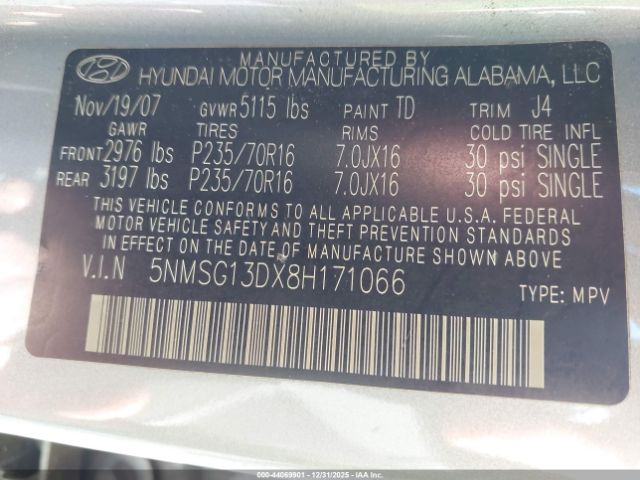 MANUFACTURED BY
HYUNDAI MOTOR MANUFACTURING ALABAMA, LLC
Nov/19/07 GVWR 5115 lbs PAINT TD TRIM J4
GAWR TIRES RIMS COLD TIRE INFL
FRONT 2976 lbs P235/70R16 7.0JX16 30 psi SINGLE
REAR 3197 lbs P235/70R16 7.0JX16 30 psi SINGLE
THIS VEHICLE CONFORMS TO ALL APPLICABLE U.S.A. FEDERAL
MOTOR VEHICLE SAFETY AND THEFT PREVENTION STANDARDS
IN EFFECT ON THE DATE OF MANUFACTURE SHOWN ABOVE.
V.I.N 5NMSG13DX8H171066
TYPE: MPV
000-44069901 - 12/31/2025 - Copyright © IAA